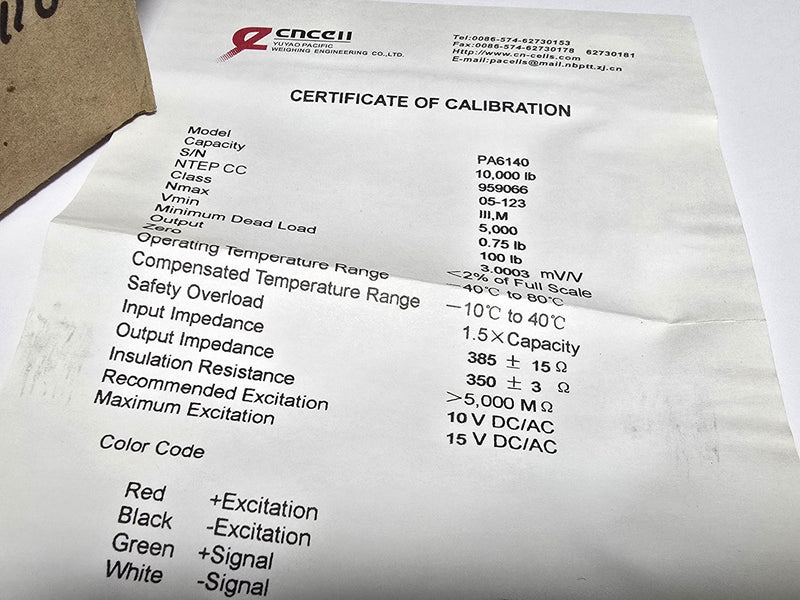 cncell
YUYAO PACIFIC
WEIGHING ENGINEERING CO.,LTD.
Tel:0086-574-62730153
Fax:0086-574-62730178 62730181
Http://www.cn-cells.com
E-mail:pacells@mail.nbptt.zj.cn
CERTIFICATE OF CALIBRATION
Model PA6140
Capacity 10,000 lb
S/N 959066
NTEP CC 05-123
Class III,M
Nmax 5,000
Vmin 0.75 lb
Minimum Dead Load 100 lb
Output 3.0003 mV/V
Zero <2% of Full Scale
Operating Temperature Range -40℃ to 80℃
Compensated Temperature Range -10℃ to 40℃
Safety Overload 1.5×Capacity
Input Impedance 385 ± 15 Ω
Output Impedance 350 ± 3 Ω
Insulation Resistance >5,000 M Ω
Recommended Excitation 10 V DC/AC
Maximum Excitation 15 V DC/AC
Color Code
Red +Excitation
Black -Excitation
Green +Signal
White -Signal